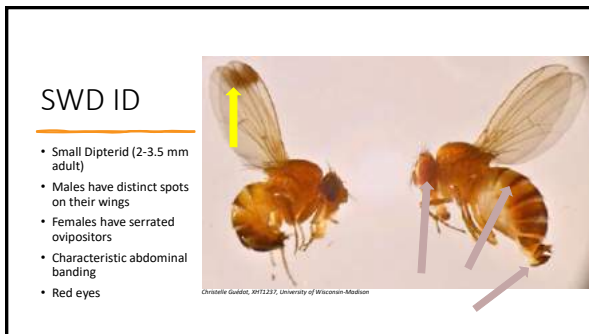 SWD ID
• Small Dipterid (2-3.5 mm
adult)
• Males have distinct spots
on their wings
• Females have serrated
ovipositors
• Characteristic abdominal
banding
• Red eyes
Christelle Guédot, XHT1237, University of Wisconsin-Madison